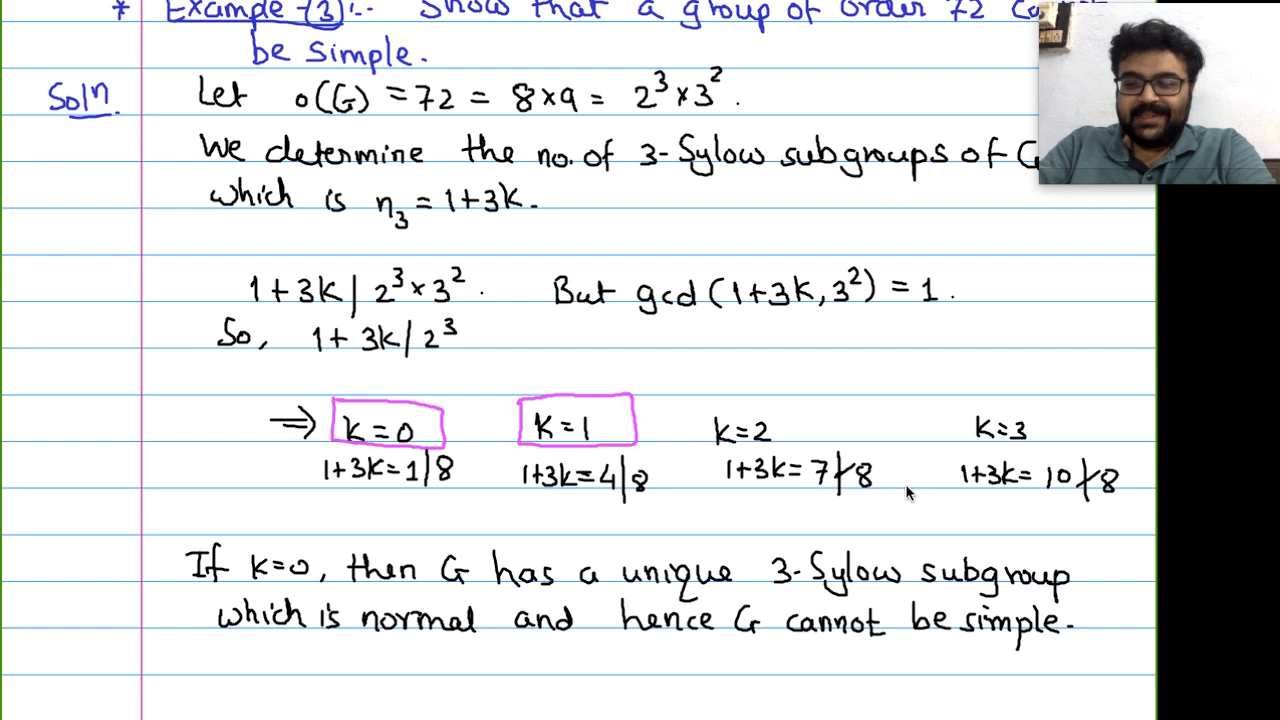 * Example-(3):- Show that a group of order 72
be simple.
Solⁿ. Let o(G) = 72 = 8×9 = 2³×3².
We determine the no. of 3-Sylow subgroups of G
which is n₃ = 1+3k.
1+3k | 2³×3². But gcd (1+3k, 3²) = 1.
So, 1+3k | 2³
⇒ k=0 k=1 k=2 k=3
1+3k=1|8 1+3k=4|8 1+3k=7∤8 1+3k=10∤8
If k=0, then G has a unique 3-Sylow subgroup
which is normal and hence G cannot be simple.